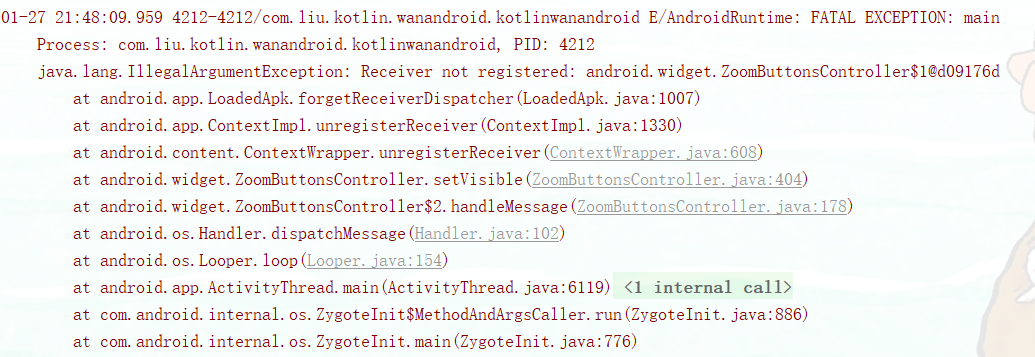 01-27 21:48:09.959 4212-4212/com.liu.kotlin.wanandroid.kotlinwanandroid E/AndroidRuntime: FATAL EXCEPTION: main
Process: com.liu.kotlin.wanandroid.kotlinwanandroid, PID: 4212
java.lang.IllegalArgumentException: Receiver not registered: android.widget.ZoomButtonsController$1@d09176d
at android.app.LoadedApk.forgetReceiverDispatcher(LoadedApk.java:1007)
at android.app.ContextImpl.unregisterReceiver(ContextImpl.java:1330)
at android.content.ContextWrapper.unregisterReceiver(ContextWrapper.java:608)
at android.widget.ZoomButtonsController.setVisible(ZoomButtonsController.java:404)
at android.widget.ZoomButtonsController$2.handleMessage(ZoomButtonsController.java:178)
at android.os.Handler.dispatchMessage(Handler.java:102)
at android.os.Looper.loop(Looper.java:154)
at android.app.ActivityThread.main(ActivityThread.java:6119) <1 internal call>
at com.android.internal.os.ZygoteInit$MethodAndArgsCaller.run(ZygoteInit.java:886)
at com.android.internal.os.ZygoteInit.main(ZygoteInit.java:776)